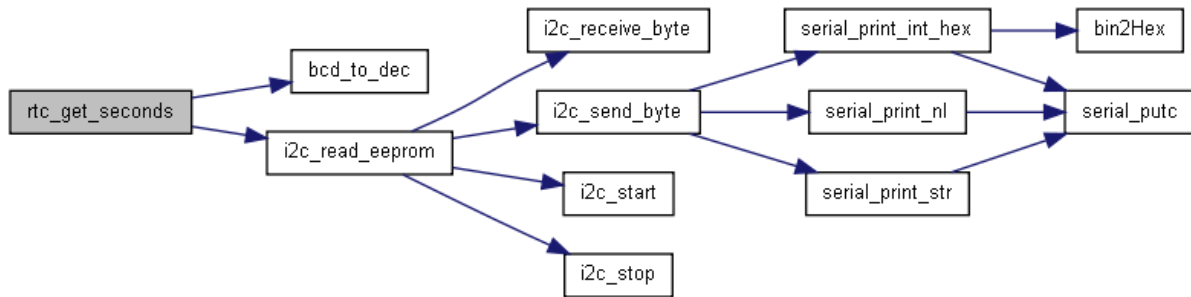 rtc_get_seconds
bcd_to_dec
i2c_read_eeprom
i2c_receive_byte
i2c_send_byte
i2c_start
i2c_stop
serial_print_int_hex
serial_print_nl
serial_print_str
bin2Hex
serial_putc